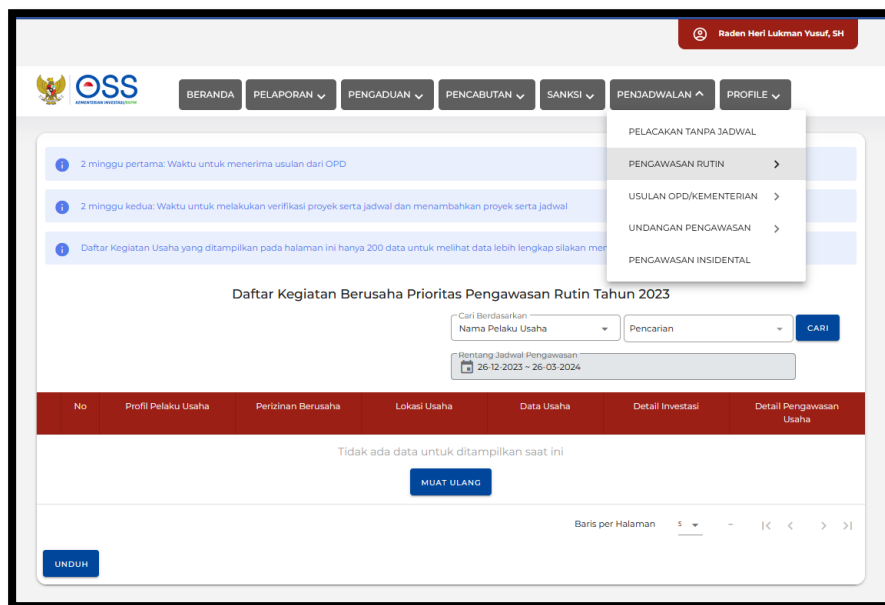 Raden Heri Lukman Yusuf, SH
OSS
KEMENTERIAN INVESTASI/BKPM
BERANDA
PELAPORAN
PENGADUAN
PENCABUTAN
SANKSI
PENJADWALAN
PROFILE
PELACAKAN TANPA JADWAL
PENGAWASAN RUTIN
USULAN OPD/KEMENTERIAN
UNDANGAN PENGAWASAN
PENGAWASAN INSIDENTAL
2 minggu pertama: Waktu untuk menerima usulan dari OPD
2 minggu kedua: Waktu untuk melakukan verifikasi proyek serta jadwal dan menambahkan proyek serta jadwal
Daftar Kegiatan Usaha yang ditampilkan pada halaman ini hanya 200 data untuk melihat data lebih lengkap silakan
Daftar Kegiatan Berusaha Prioritas Pengawasan Rutin Tahun 2023
Cari Berdasarkan
Nama Pelaku Usaha
Pencarian
CARI
Rentang Jadwal Pengawasan
26-12-2023 ~ 26-03-2024
No
Profil Pelaku Usaha
Perizinan Berusaha
Lokasi Usaha
Data Usaha
Detail Investasi
Detail Pengawasan
Usaha
Tidak ada data untuk ditampilkan saat ini
MUAT ULANG
Baris per Halaman
5
-
UNDUH